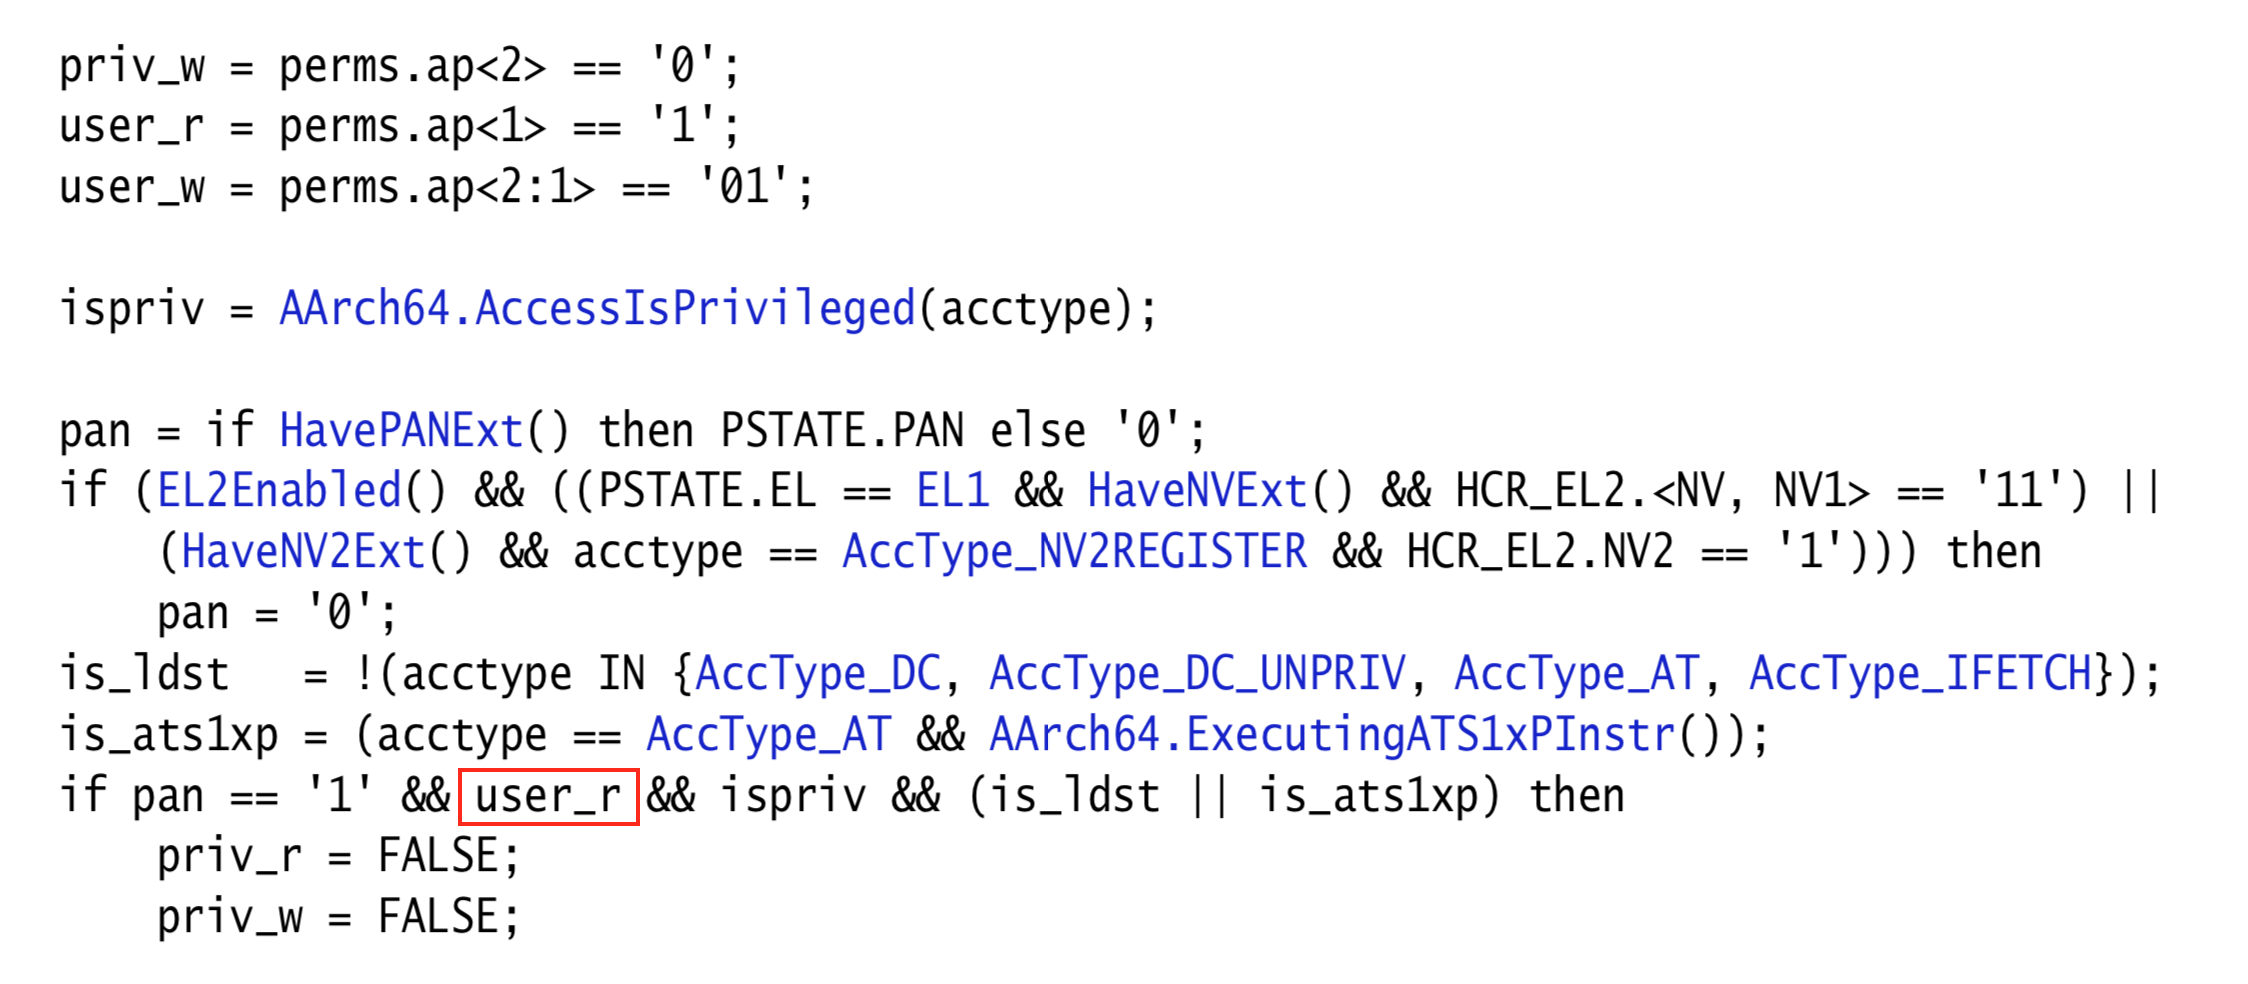 priv_w = perms.ap<2> == '0';
user_r = perms.ap<1> == '1';
user_w = perms.ap<2:1> == '01';
ispriv = AArch64.AccessIsPrivileged(acctype);
pan = if HavePANExt() then PSTATE.PAN else '0';
if (EL2Enabled() && ((PSTATE.EL == EL1 && HaveNVExt() && HCR_EL2.<NV, NV1> == '11') ||
    (HaveNV2Ext() && acctype == AccType_NV2REGISTER && HCR_EL2.NV2 == '1'))) then
    pan = '0';
is_ldst   = !(acctype IN {AccType_DC, AccType_DC_UNPRIV, AccType_AT, AccType_IFETCH});
is_ats1xp = (acctype == AccType_AT && AArch64.ExecutingATS1xPInstr());
if pan == '1' && user_r && ispriv && (is_ldst || is_ats1xp) then
    priv_r = FALSE;
    priv_w = FALSE;